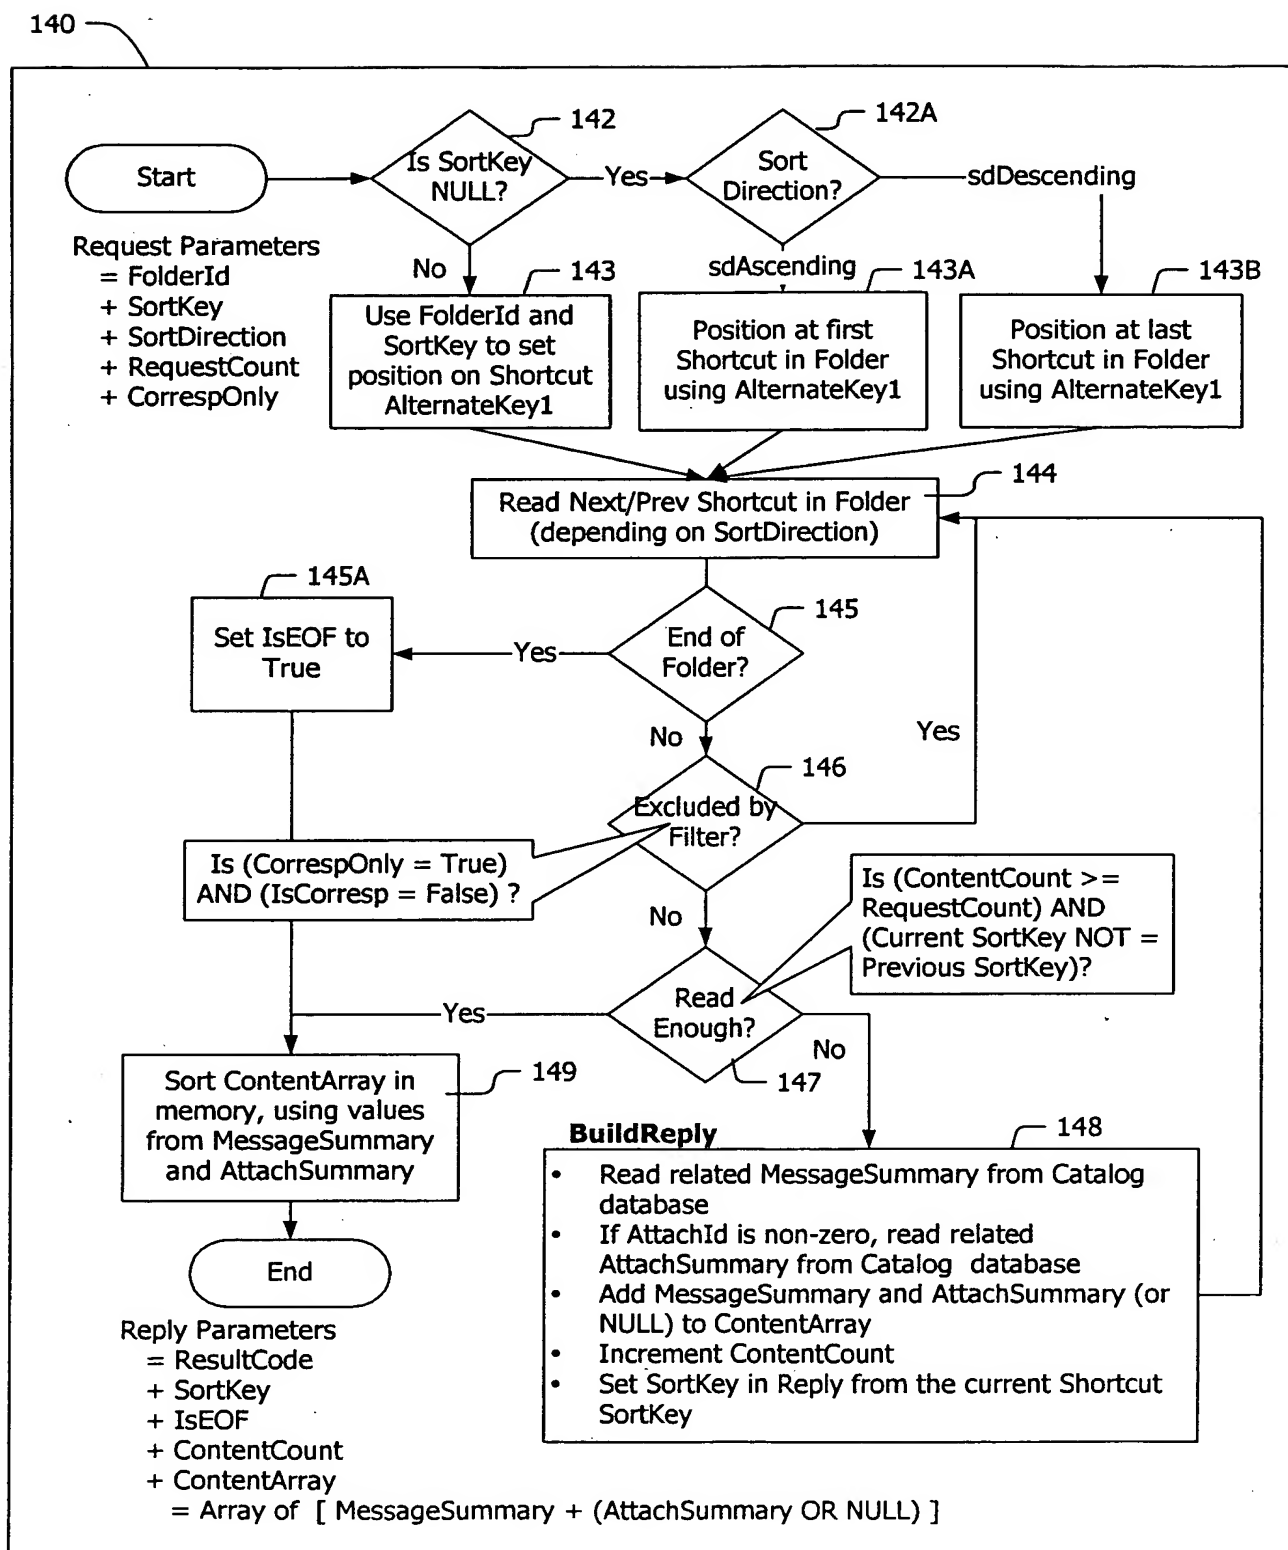 140
142
142A
Start
Is SortKey
NULL?
Yes
Sort
Direction?
sdDescending
Request Parameters
= FolderId
+ SortKey
+ SortDirection
+ RequestCount
+ CorrespOnly
No
143
sdAscending
143A
143B
Use FolderId and
SortKey to set
position on Shortcut
AlternateKey1
Position at first
Shortcut in Folder
using AlternateKey1
Position at last
Shortcut in Folder
using AlternateKey1
144
Read Next/Prev Shortcut in Folder
(depending on SortDirection)
145A
145
Set IsEOF to
True
Yes
End of
Folder?
No
Yes
146
Excluded by
Filter?
Is (CorrespOnly = True)
AND (IsCorresp = False) ?
No
Is (ContentCount >=
RequestCount) AND
(Current SortKey NOT =
Previous SortKey)?
Yes
Read
Enough?
No
147
149
Sort ContentArray in
memory, using values
from MessageSummary
and AttachSummary
BuildReply
148
• Read related MessageSummary from Catalog
database
• If AttachId is non-zero, read related
AttachSummary from Catalog database
• Add MessageSummary and AttachSummary (or
NULL) to ContentArray
• Increment ContentCount
• Set SortKey in Reply from the current Shortcut
SortKey
End
Reply Parameters
= ResultCode
+ SortKey
+ IsEOF
+ ContentCount
+ ContentArray
= Array of [ MessageSummary + (AttachSummary OR NULL) ]